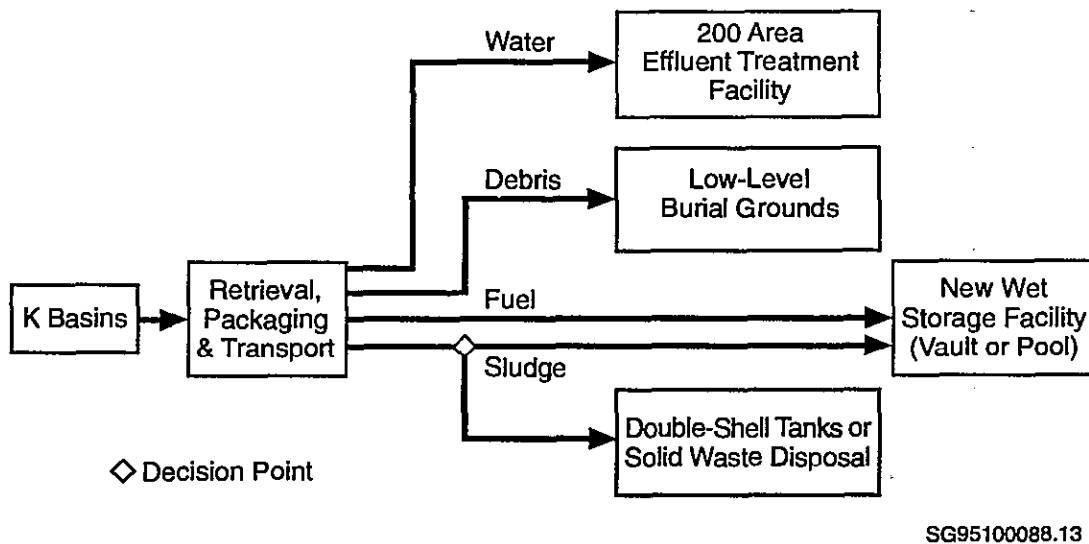 Water
200 Area
Effluent Treatment
Facility
Debris
Low-Level
Burial Grounds
K Basins
Retrieval,
Packaging
& Transport
Fuel
Sludge
New Wet
Storage Facility
(Vault or Pool)
Double-Shell Tanks or
Solid Waste Disposal
Decision Point
SG95100088.13